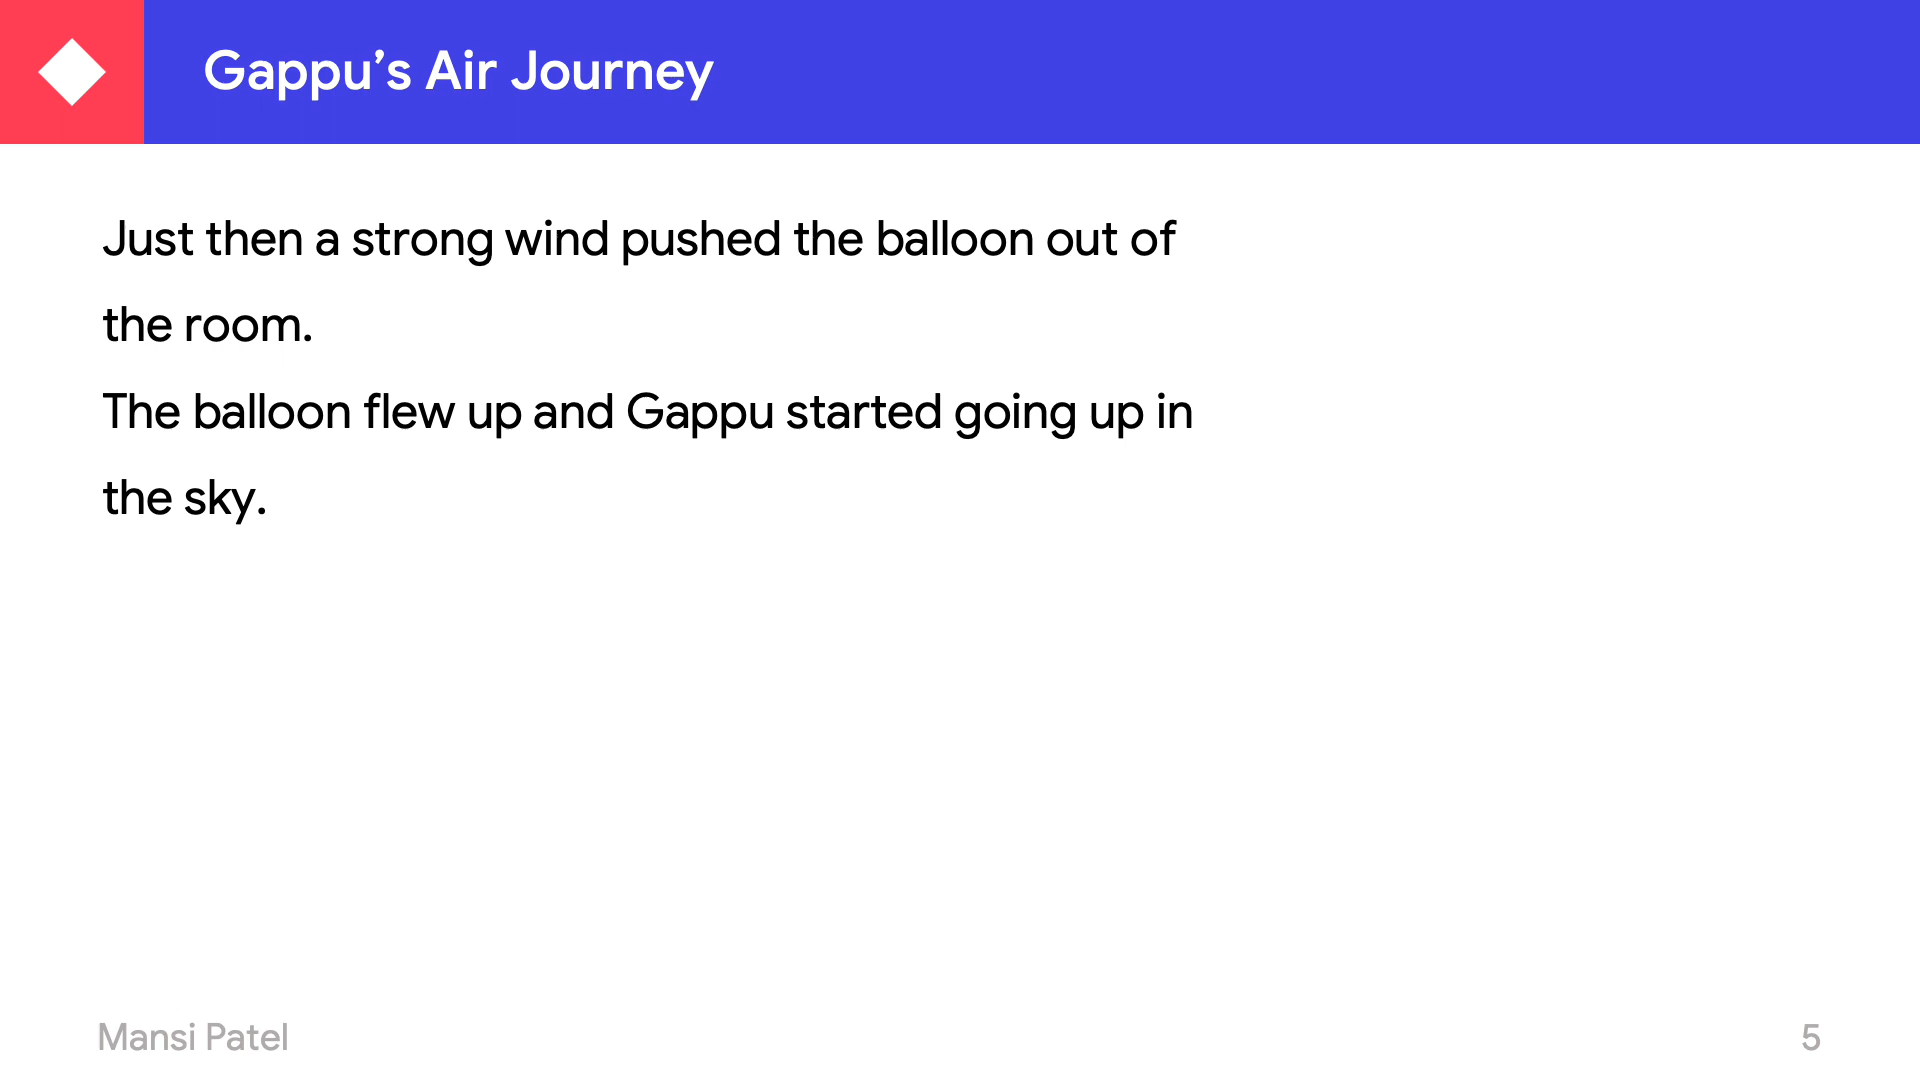 Gappu’s Air Journey
Just then a strong wind pushed the balloon out of
the room.
The balloon flew up and Gappu started going up in
the sky.
Mansi Patel
5